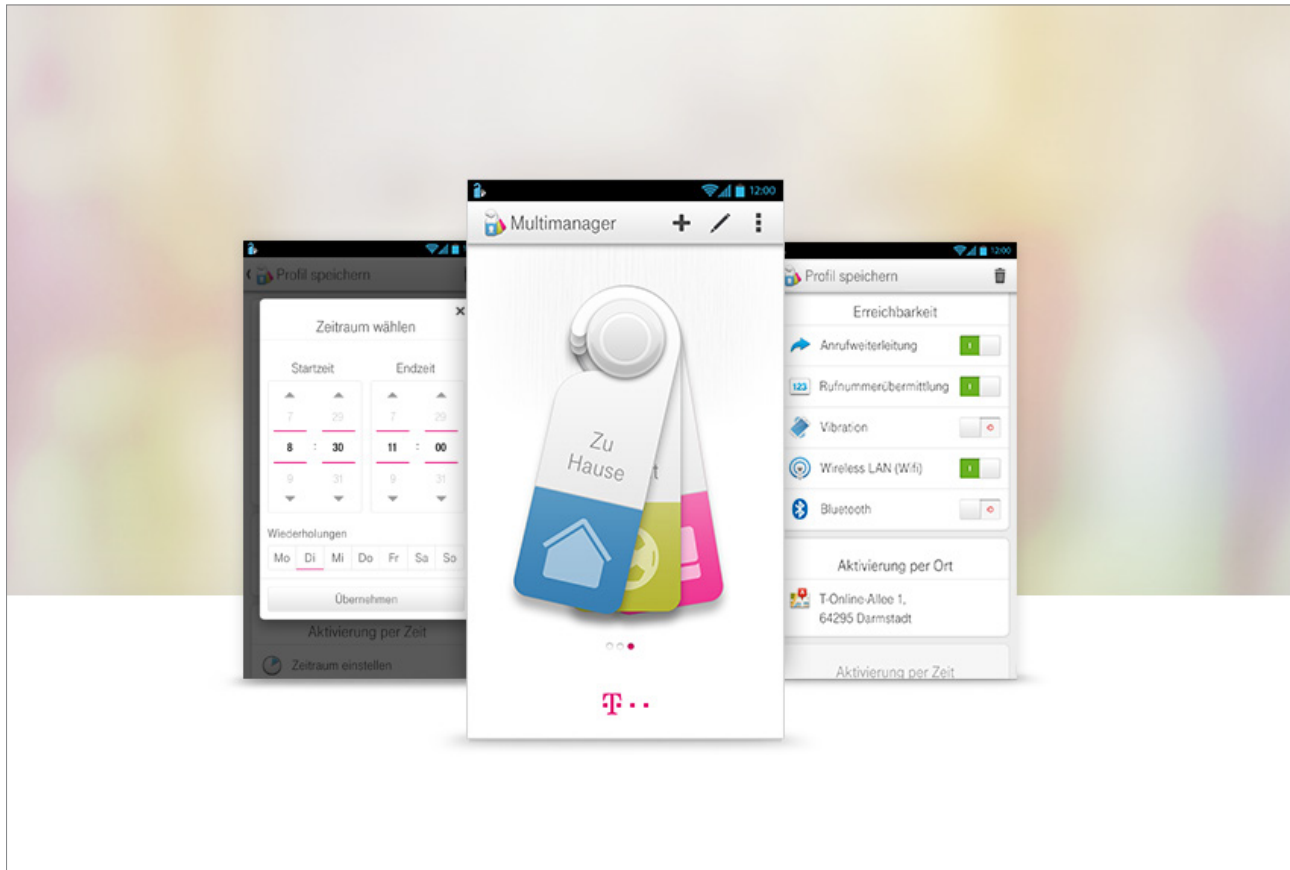 Profil speichern
Zeitraum wählen
Startzeit
Endzeit
7 29 7 29
8 : 30 11 : 00
9 31 9 31
Wiederholungen
Mo Di Mi Do Fr Sa So
Übernehmen
Aktivierung per Zeit
Zeitraum einstellen
12:00
Multimanager
Zu
Hause
t
T
12:00
Profil speichern
Erreichbarkeit
Anrufweiterleitung
123 Rufnummerübermittlung
Vibration
Wireless LAN (Wifi)
Bluetooth
Aktivierung per Ort
T-Online-Allee 1,
64295 Darmstadt
Aktivierung per Zeit